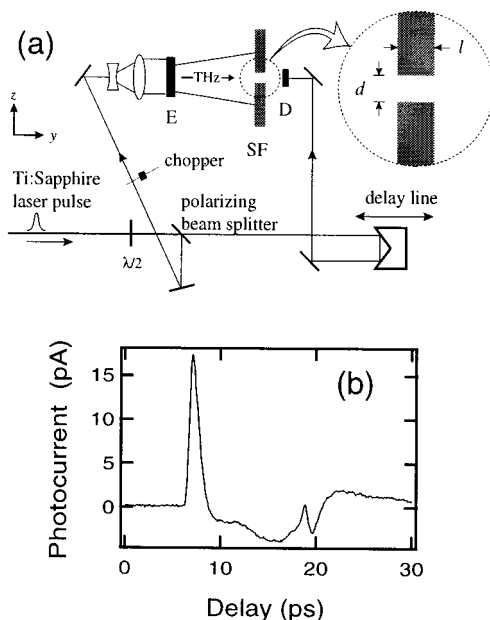 (a)
z
y
E
THz
SF
D
l
d
chopper
Ti:Sapphire
laser pulse
polarizing
beam splitter
delay line
λ/2
(b)
Photocurrent (pA)
15
10
5
0
0
10
20
30
Delay (ps)